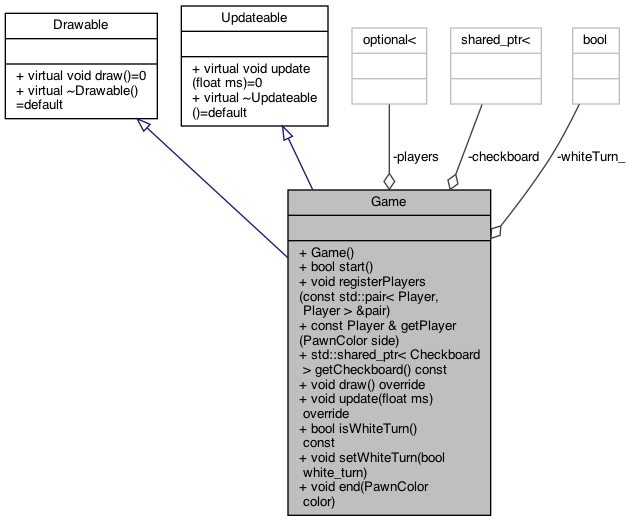 Drawable
+ virtual void draw()=0
+ virtual ~Drawable()
=default
Updateable
+ virtual void update
(float ms)=0
+ virtual ~Updateable
()=default
optional<
shared_ptr<
bool
-players
-checkboard
-whiteTurn_
Game
+ Game()
+ bool start()
+ void registerPlayers
(const std::pair< Player,
Player > &pair)
+ const Player & getPlayer
(PawnColor side)
+ std::shared_ptr< Checkboard
> getCheckboard() const
+ void draw() override
+ void update(float ms)
override
+ bool isWhiteTurn()
const
+ void setWhiteTurn(bool
white_turn)
+ void end(PawnColor
color)